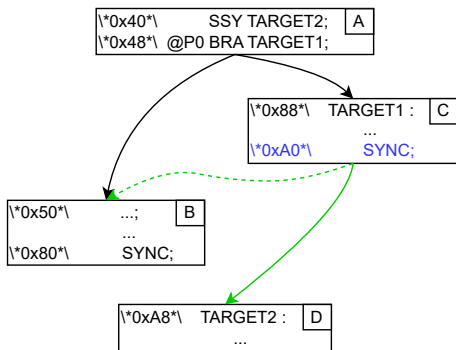 \*0x40*\ SSY TARGET2; A
\*0x48*\ @P0 BRA TARGET1;
\*0x88*\ TARGET1 : C
...
\*0xA0*\ SYNC;
\*0x50*\ ...; B
...
\*0x80*\ SYNC;
\*0xA8*\ TARGET2 : D
...